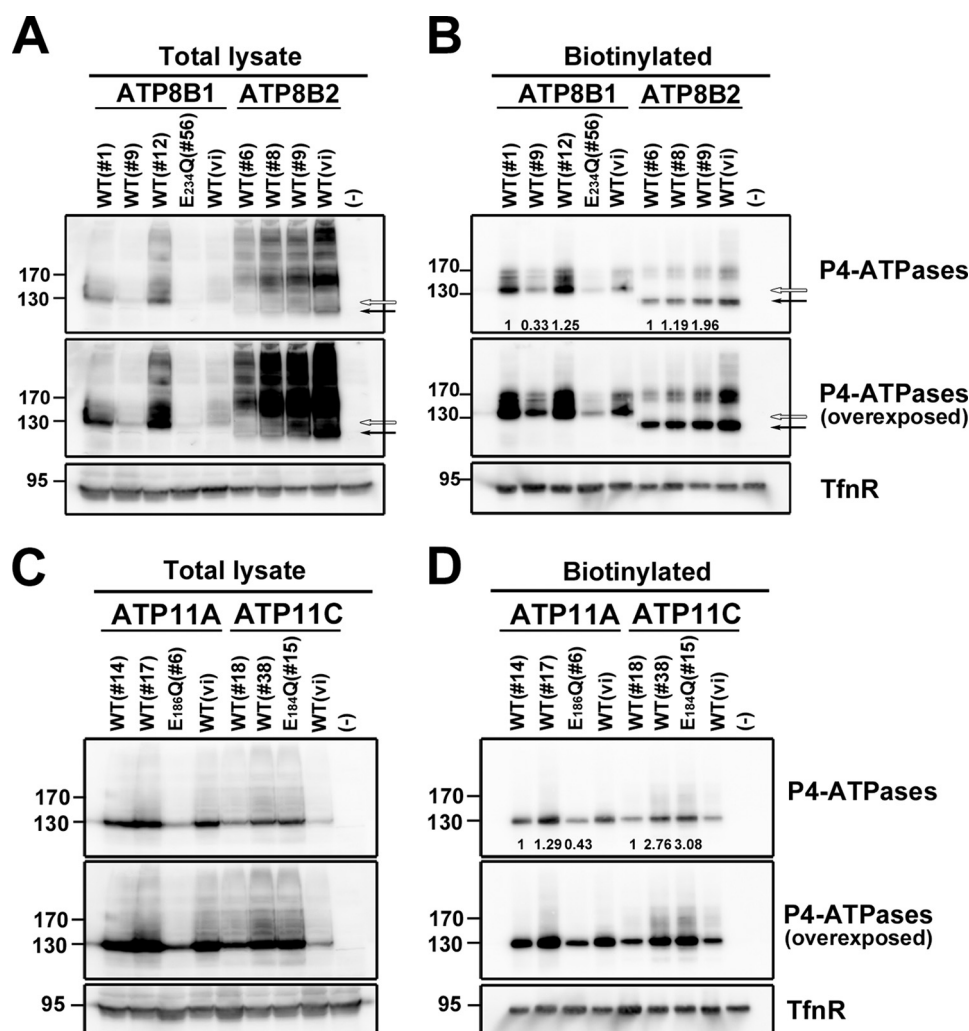 A
Total lysate
ATP8B1 ATP8B2
WT(#1) WT(#9) WT(#12) E234Q(#56) WT(vi) WT(#6) WT(#8) WT(#9) WT(vi) (-)
170
130
170
130
95
B
Biotinylated
ATP8B1 ATP8B2
WT(#1) WT(#9) WT(#12) E234Q(#56) WT(vi) WT(#6) WT(#8) WT(#9) WT(vi) (-)
170
130
1 0.33 1.25 1 1.19 1.96
P4-ATPases
170
130
P4-ATPases
(overexposed)
95
TfnR
C
Total lysate
ATP11A ATP11C
WT(#14) WT(#17) E186Q(#6) WT(vi) WT(#18) WT(#38) E184Q(#15) WT(vi) (-)
170
130
170
130
95
D
Biotinylated
ATP11A ATP11C
WT(#14) WT(#17) E186Q(#6) WT(vi) WT(#18) WT(#38) E184Q(#15) WT(vi) (-)
170
130
1 1.29 0.43 1 2.76 3.08
P4-ATPases
170
130
P4-ATPases
(overexposed)
95
TfnR